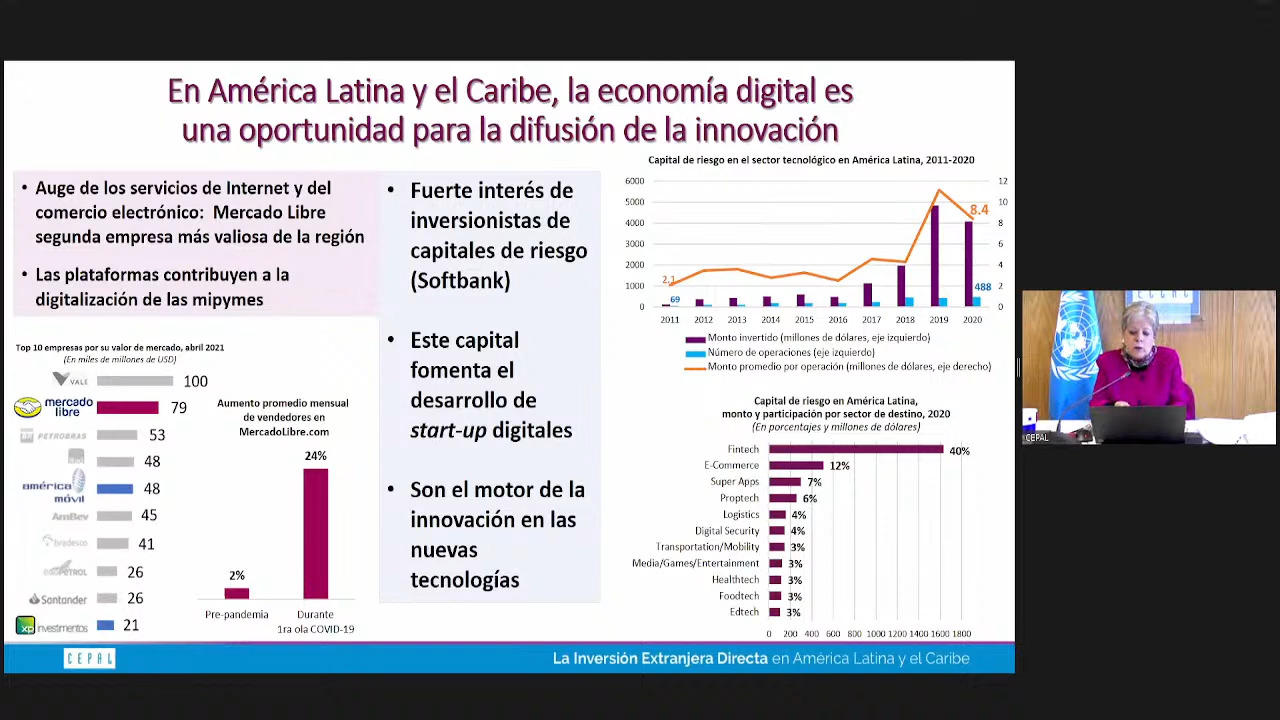 En América Latina y el Caribe, la economía digital es
una oportunidad para la difusión de la innovación
• Auge de los servicios de Internet y del
comercio electrónico: Mercado Libre
segunda empresa más valiosa de la región
• Las plataformas contribuyen a la
digitalización de las mipymes
Top 10 empresas por su valor de mercado, abril 2021
(En miles de millones de USD)
VALE 100
mercado
libre 79
BR PETROBRAS 53
48
américa
móvil 48
AmBev 45
bradesco 41
ECOPETROL 26
Santander 26
xp investimentos 21
Aumento promedio mensual
de vendedores en
MercadoLibre.com
24%
2%
Pre-pandemia
Durante
1ra ola COVID-19
• Fuerte interés de
inversionistas de
capitales de riesgo
(Softbank)
• Este capital
fomenta el
desarrollo de
start-up digitales
• Son el motor de la
innovación en las
nuevas
tecnologías
Capital de riesgo en el sector tecnológico en América Latina, 2011-2020
6000 12
5000 10
4000 8
3000 6
2000 4
1000 2
0 0
2.1
69
8.4
488
2011 2012 2013 2014 2015 2016 2017 2018 2019 2020
Monto invertido (millones de dólares, eje izquierdo)
Número de operaciones (eje izquierdo)
Monto promedio por operación (millones de dólares, eje derecho)
Capital de riesgo en América Latina,
monto y participación por sector de destino, 2020
(En porcentajes y millones de dólares)
Fintech 40%
E-Commerce 12%
Super Apps 7%
Proptech 6%
Logistics 4%
Digital Security 4%
Transportation/Mobility 3%
Media/Games/Entertainment 3%
Healthtech 3%
Foodtech 3%
Edtech 3%
0 200 400 600 800 1000 1200 1400 1600 1800
CEPAL
La Inversión Extranjera Directa en América Latina y el Caribe
CEPAL